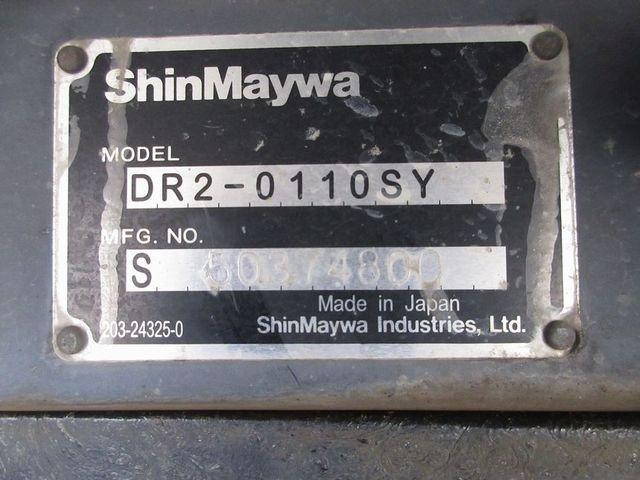 ShinMaywa
MODEL
DR2-0110SY
MFG. NO.
S
Made in Japan
203-24325-0
ShinMaywa Industries, Ltd.